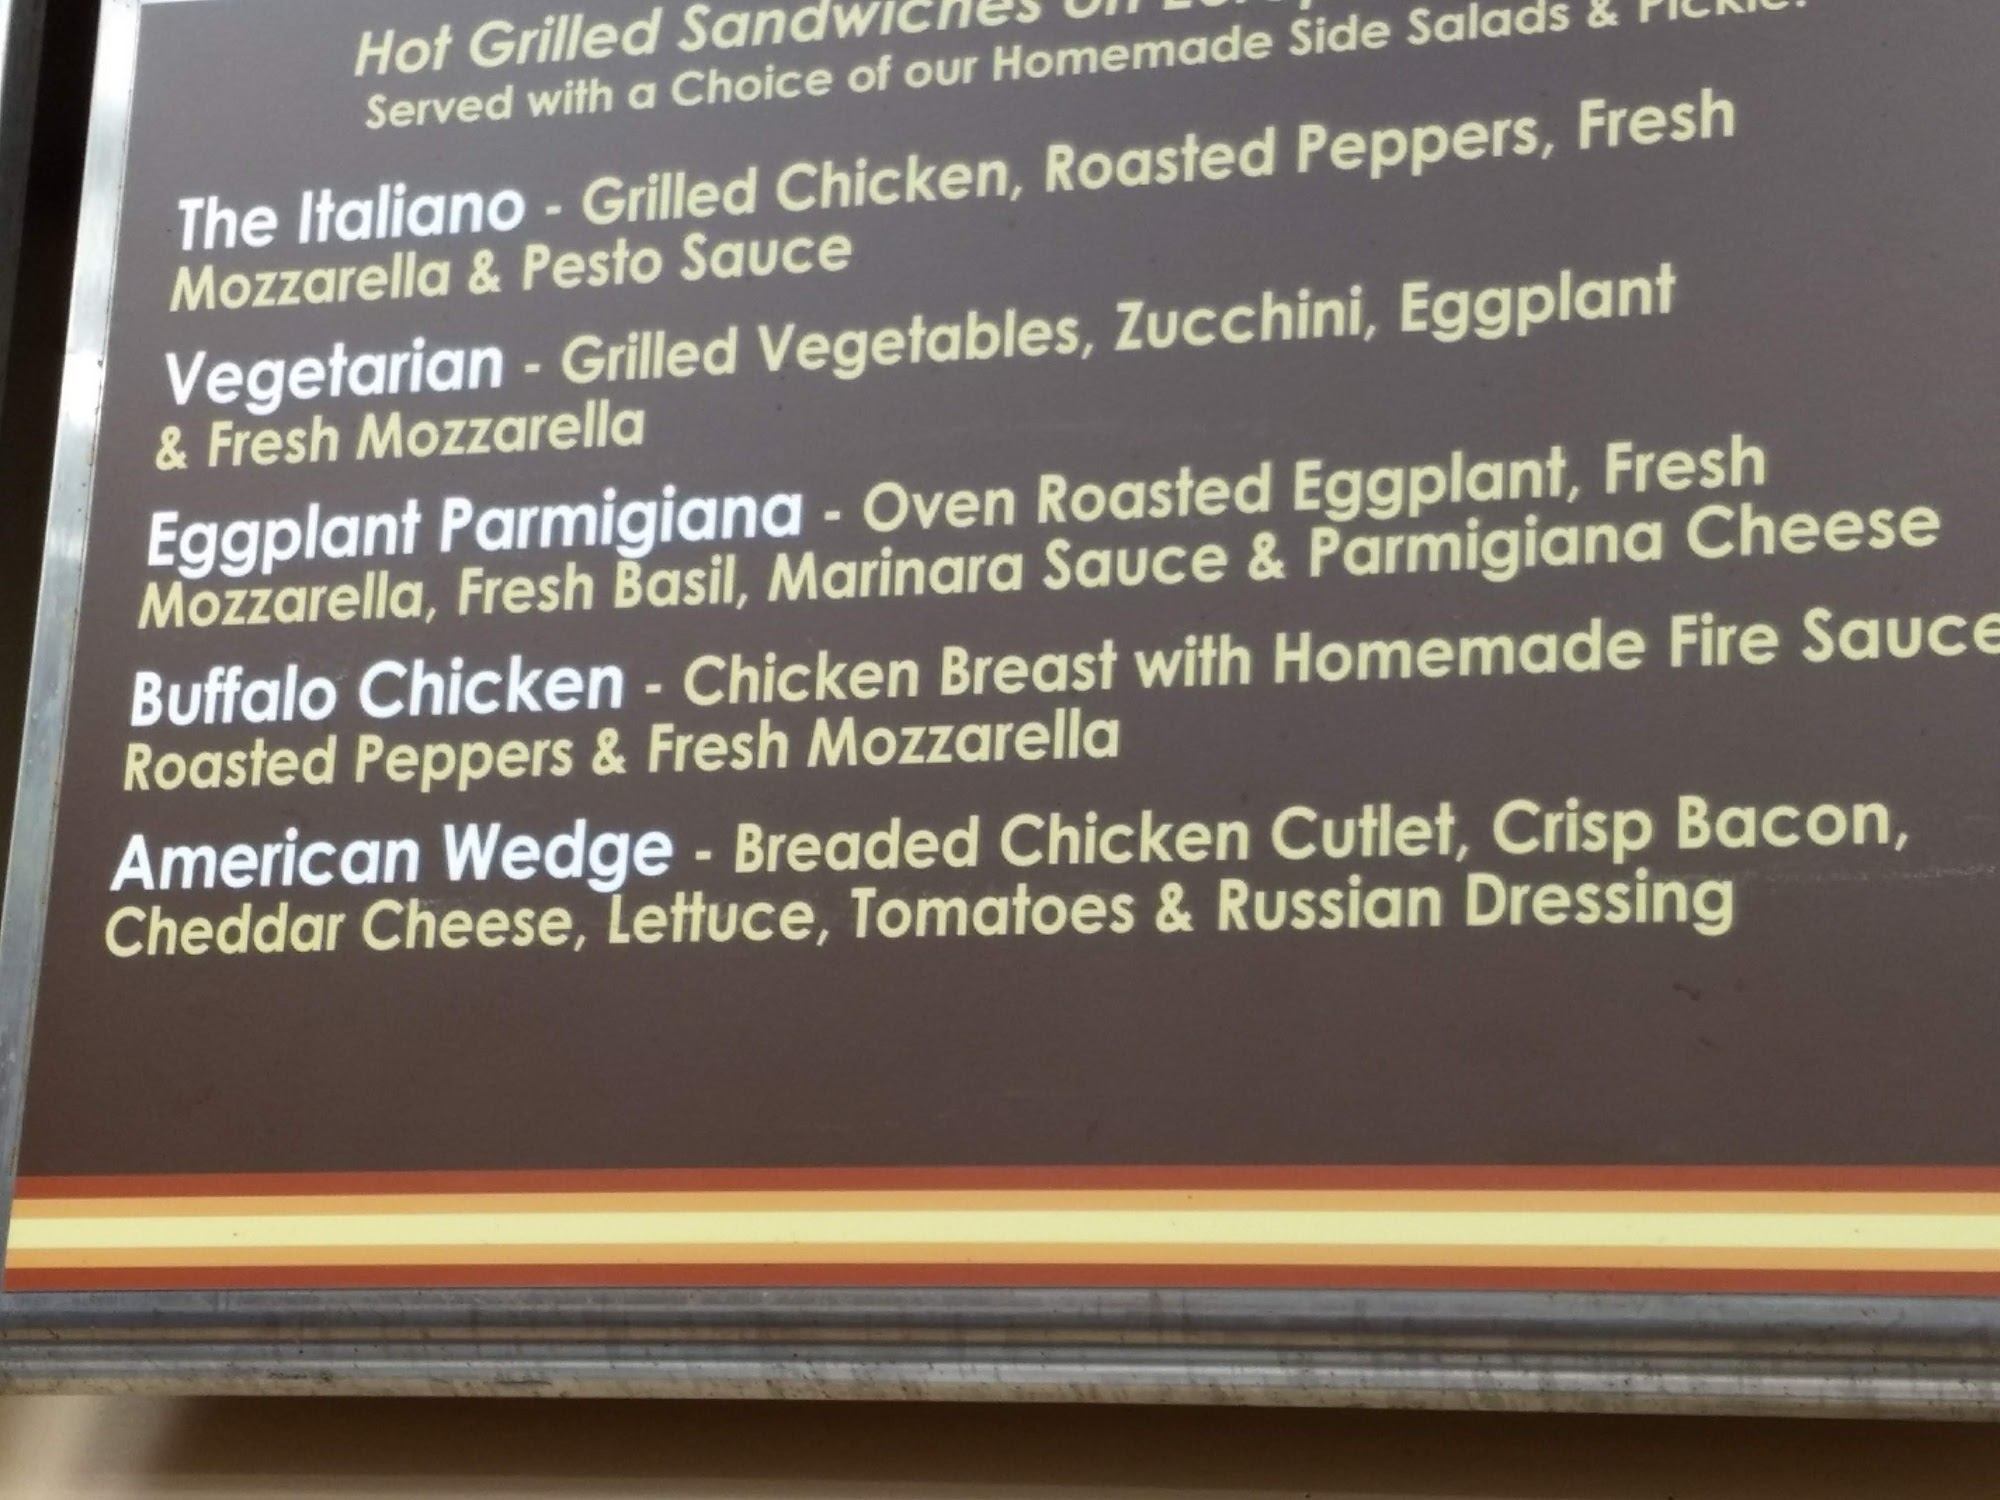 Hot Grilled Sandwiches on
Served with a Choice of our Homemade Side Salads & Pickle.
The Italiano - Grilled Chicken, Roasted Peppers, Fresh
Mozzarella & Pesto Sauce
Vegetarian - Grilled Vegetables, Zucchini, Eggplant
& Fresh Mozzarella
Eggplant Parmigiana - Oven Roasted Eggplant, Fresh
Mozzarella, Fresh Basil, Marinara Sauce & Parmigiana Cheese
Buffalo Chicken - Chicken Breast with Homemade Fire Sauce
Roasted Peppers & Fresh Mozzarella
American Wedge - Breaded Chicken Cutlet, Crisp Bacon,
Cheddar Cheese, Lettuce, Tomatoes & Russian Dressing